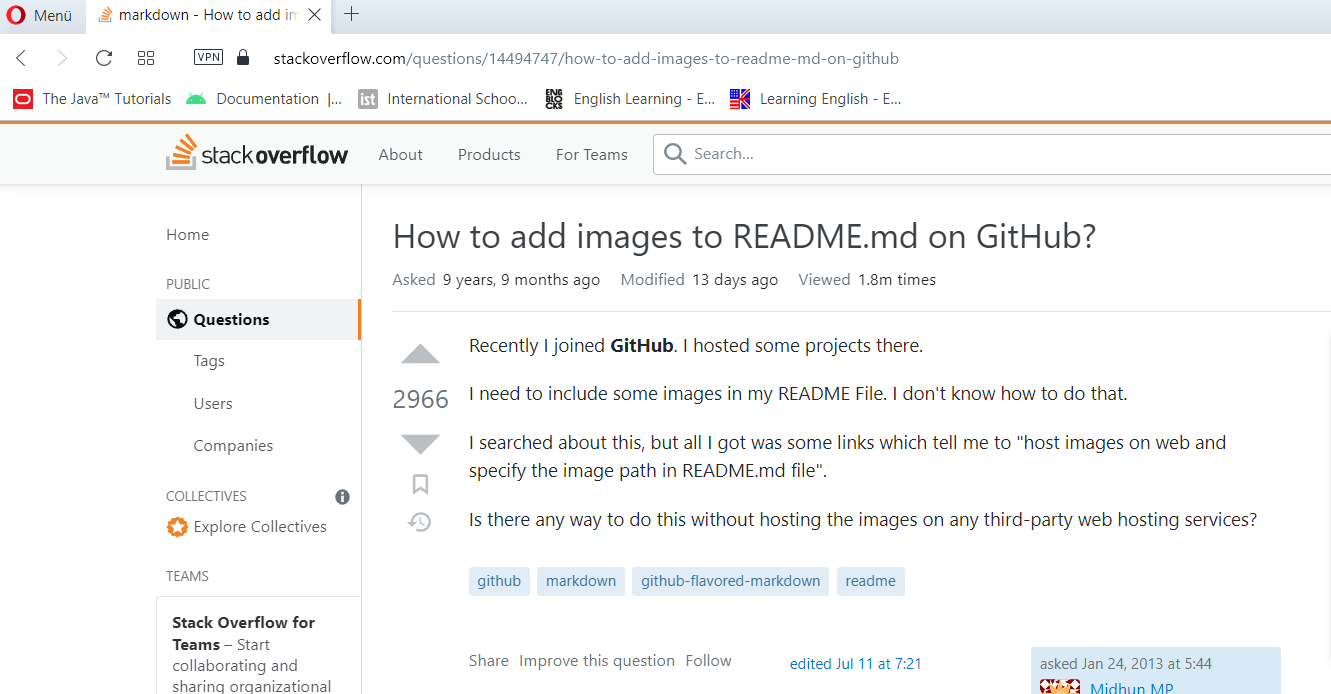 Menü
markdown - How to add im
VPN
stackoverflow.com/questions/14494747/how-to-add-images-to-readme-md-on-github
The Java™ Tutorials
Documentation |...
ist
International Schoo...
ENG
BLO
CKS
English Learning - E...
Learning English - E...
stackoverflow
About
Products
For Teams
Search...
Home
PUBLIC
Questions
Tags
Users
Companies
COLLECTIVES
Explore Collectives
TEAMS
Stack Overflow for
Teams – Start
collaborating and
sharing organizational
How to add images to README.md on GitHub?
Asked 9 years, 9 months ago Modified 13 days ago Viewed 1.8m times
2966
Recently I joined GitHub. I hosted some projects there.
I need to include some images in my README File. I don't know how to do that.
I searched about this, but all I got was some links which tell me to "host images on web and
specify the image path in README.md file".
Is there any way to do this without hosting the images on any third-party web hosting services?
github markdown github-flavored-markdown readme
Share Improve this question Follow
edited Jul 11 at 7:21
asked Jan 24, 2013 at 5:44
Midhun MP